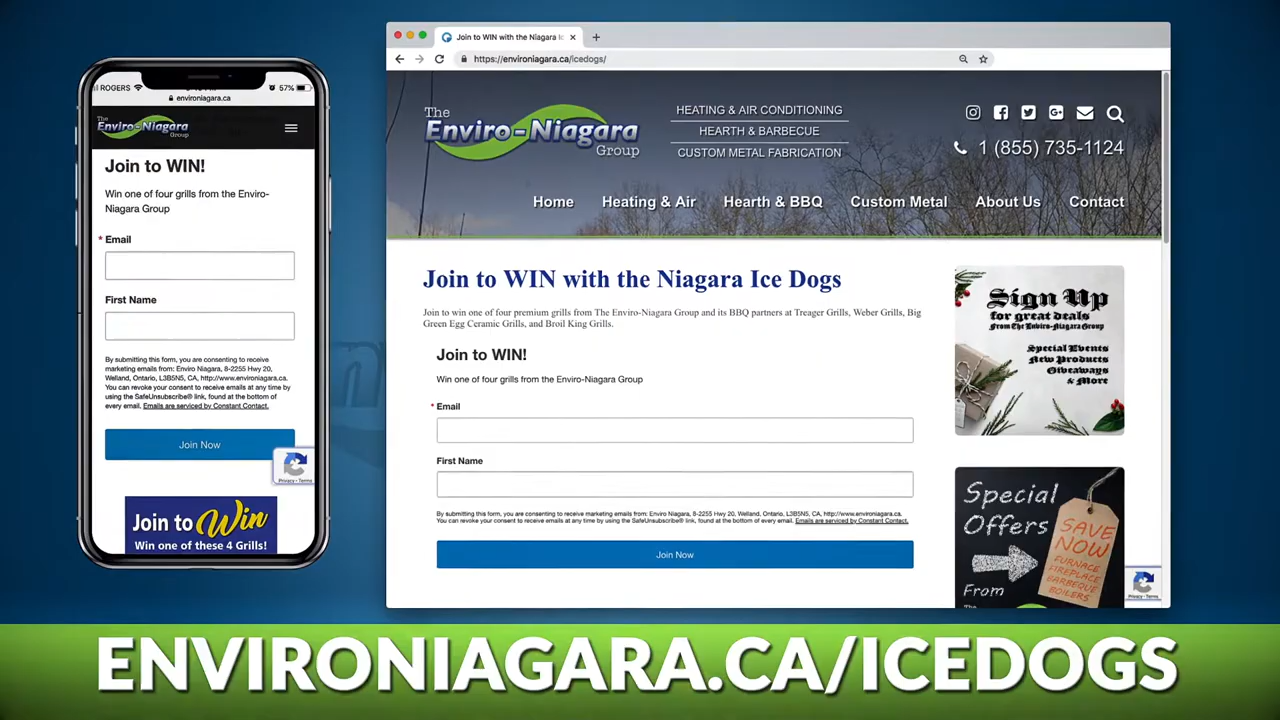 ROGERS 57%
environiagara.ca
The
Enviro-Niagara
Group
Join to WIN!
Win one of four grills from the Enviro-
Niagara Group
* Email
First Name
By submitting this form, you are consenting to receive
marketing emails from: Enviro Niagara, 8-2255 Hwy 20,
Welland, Ontario, L3B5N5, CA, http://www.environiagara.ca.
You can revoke your consent to receive emails at any time by
using the SafeUnsubscribe® link, found at the bottom of
every email. Emails are serviced by Constant Contact.
Join Now
Privacy - Terms
Join to Win
Win one of these 4 Grills!
Join to WIN with the Niagara Ic
https://environiagara.ca/icedogs/
The
Enviro-Niagara
Group
HEATING & AIR CONDITIONING
HEARTH & BARBECUE
CUSTOM METAL FABRICATION
1 (855) 735-1124
Home Heating & Air Hearth & BBQ Custom Metal About Us Contact
Join to WIN with the Niagara Ice Dogs
Join to win one of four premium grills from The Enviro-Niagara Group and its BBQ partners at Treager Grills, Weber Grills, Big
Green Egg Ceramic Grills, and Broil King Grills.
Join to WIN!
Win one of four grills from the Enviro-Niagara Group
* Email
First Name
By submitting this form, you are consenting to receive marketing emails from: Enviro Niagara, 8-2255 Hwy 20, Welland, Ontario, L3B5N5, CA, http://www.environiagara.ca.
You can revoke your consent to receive emails at any time by using the SafeUnsubscribe® link, found at the bottom of every email. Emails are serviced by Constant Contact.
Join Now
Sign Up
for great deals
From The Enviro-Niagara Group
Special Events
New Products
Giveaways
& More
Special
Offers
SAVE
NOW
FURNACE
FIREPLACE
BARBEQUE
BOILERS
From
The
Privacy - Terms
ENVIRONIAGARA.CA/ICEDOGS